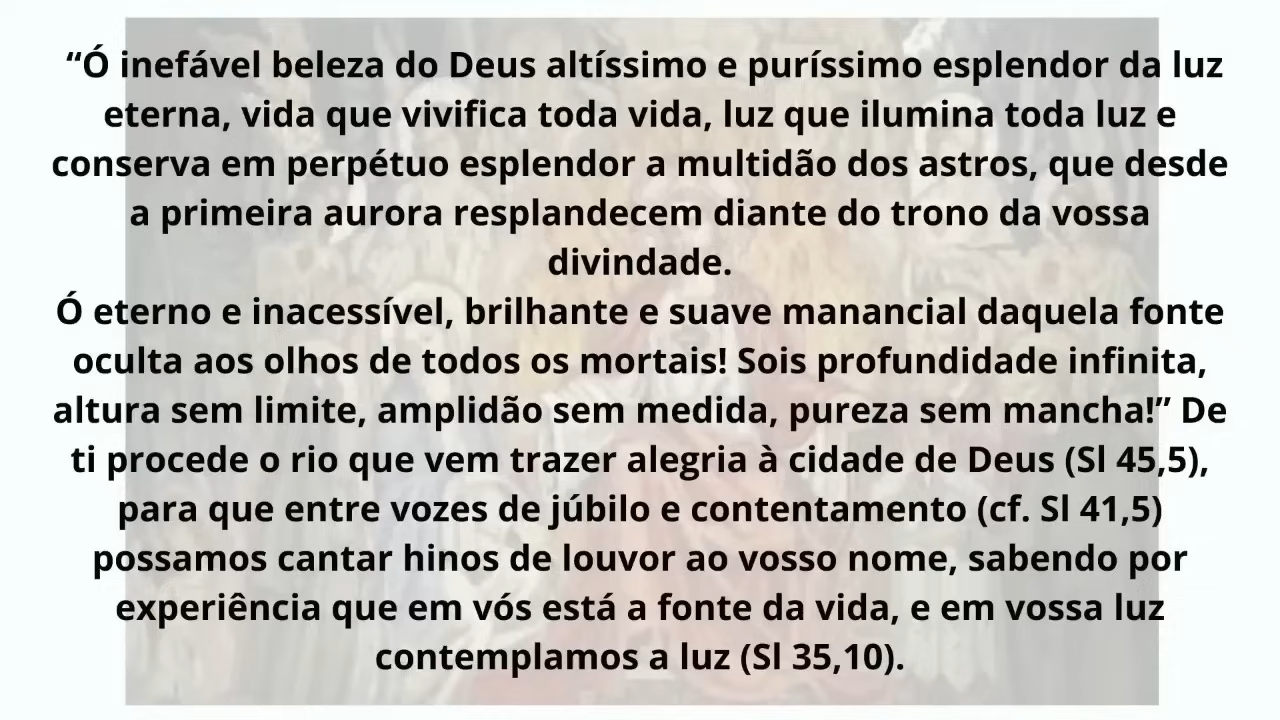 “Ó inefável beleza do Deus altíssimo e puríssimo esplendor da luz
eterna, vida que vivifica toda vida, luz que ilumina toda luz e
conserva em perpétuo esplendor a multidão dos astros, que desde
a primeira aurora resplandecem diante do trono da vossa
divindade.
Ó eterno e inacessível, brilhante e suave manancial daquela fonte
oculta aos olhos de todos os mortais! Sois profundidade infinita,
altura sem limite, amplidão sem medida, pureza sem mancha!” De
ti procede o rio que vem trazer alegria à cidade de Deus (Sl 45,5),
para que entre vozes de júbilo e contentamento (cf. Sl 41,5)
possamos cantar hinos de louvor ao vosso nome, sabendo por
experiência que em vós está a fonte da vida, e em vossa luz
contemplamos a luz (Sl 35,10).